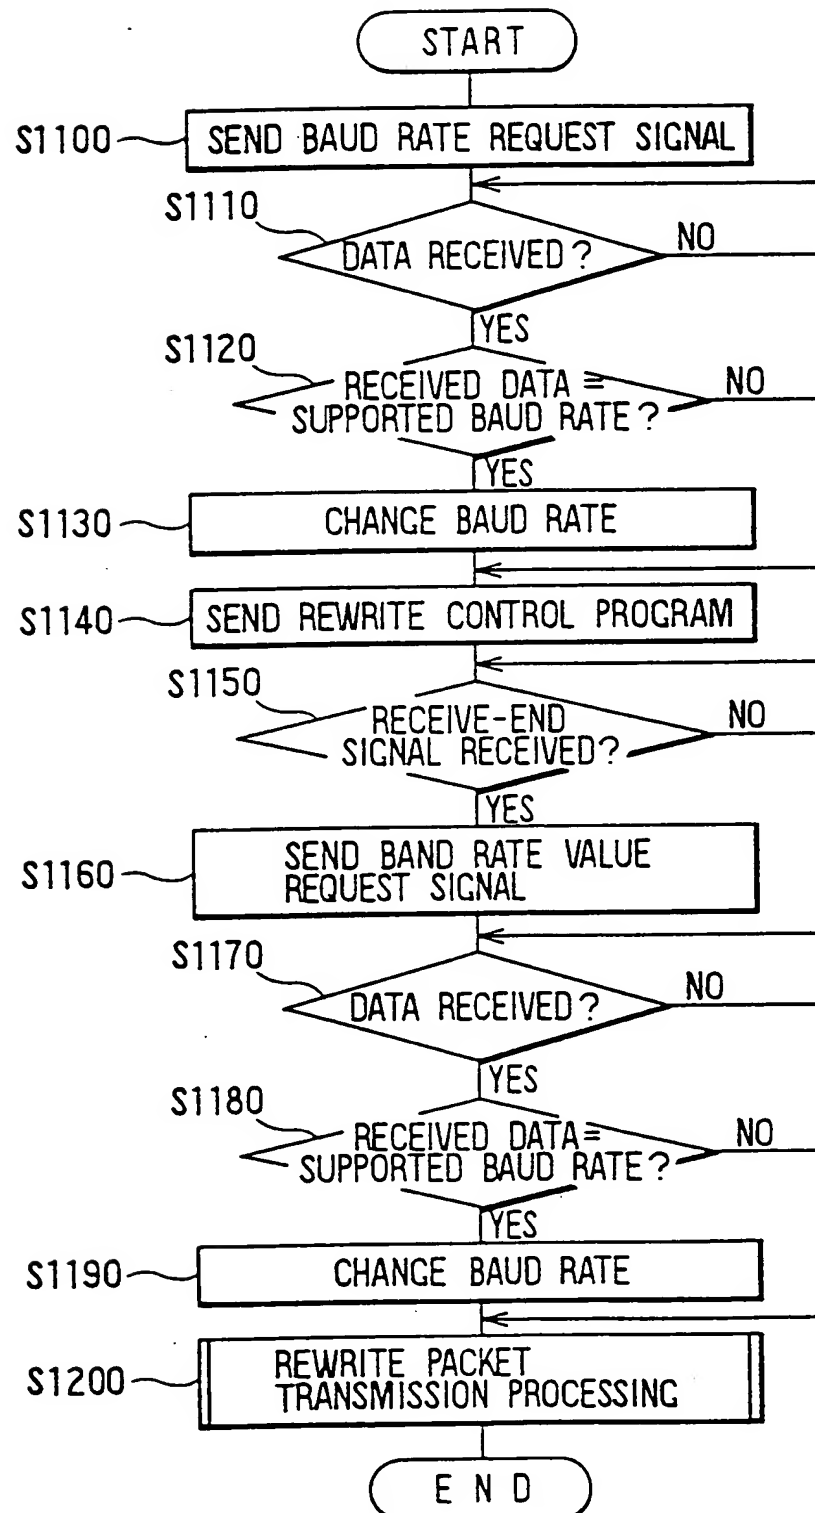 START
S1100
SEND BAUD RATE REQUEST SIGNAL
S1110
DATA RECEIVED?
NO
YES
S1120
RECEIVED DATA =
SUPPORTED BAUD RATE?
NO
YES
S1130
CHANGE BAUD RATE
S1140
SEND REWRITE CONTROL PROGRAM
S1150
RECEIVE-END
SIGNAL RECEIVED?
NO
YES
S1160
SEND BAND RATE VALUE
REQUEST SIGNAL
S1170
DATA RECEIVED?
NO
YES
S1180
RECEIVED DATA=
SUPPORTED BAUD RATE?
NO
YES
S1190
CHANGE BAUD RATE
S1200
REWRITE PACKET
TRANSMISSION PROCESSING
END